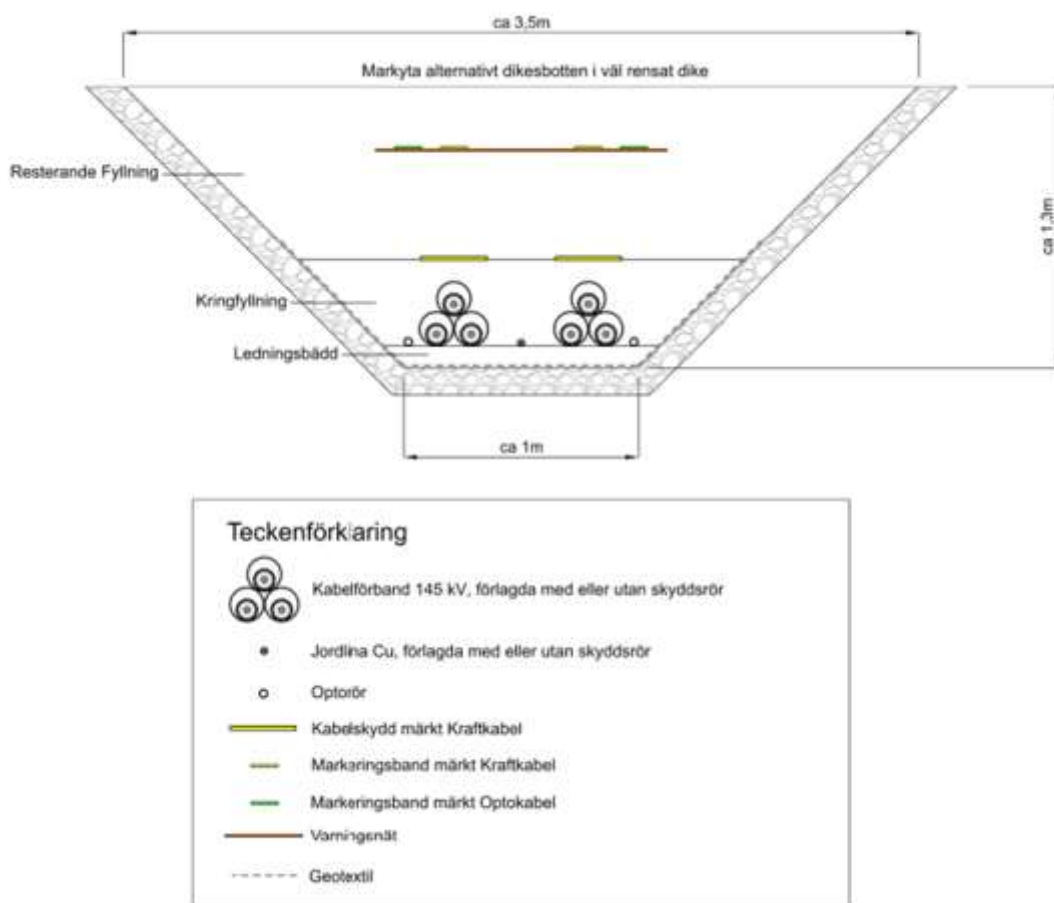 ca 3,5m
Markyta alternativt dikesbotten i väl rensat dike
Resterande Fyllning
ca 1,3m
Kringfyllning
Ledningsbädd
ca 1m
Teckenförklaring
Kabelförband 145 kV, förlagda med eller utan skyddsrör
Jordlina Cu, förlagda med eller utan skyddsrör
Optorör
Kabelskydd märkt Kraftkabel
Markeringsband märkt Kraftkabel
Markeringsband märkt Optokabel
Varningsnät
Geotextil